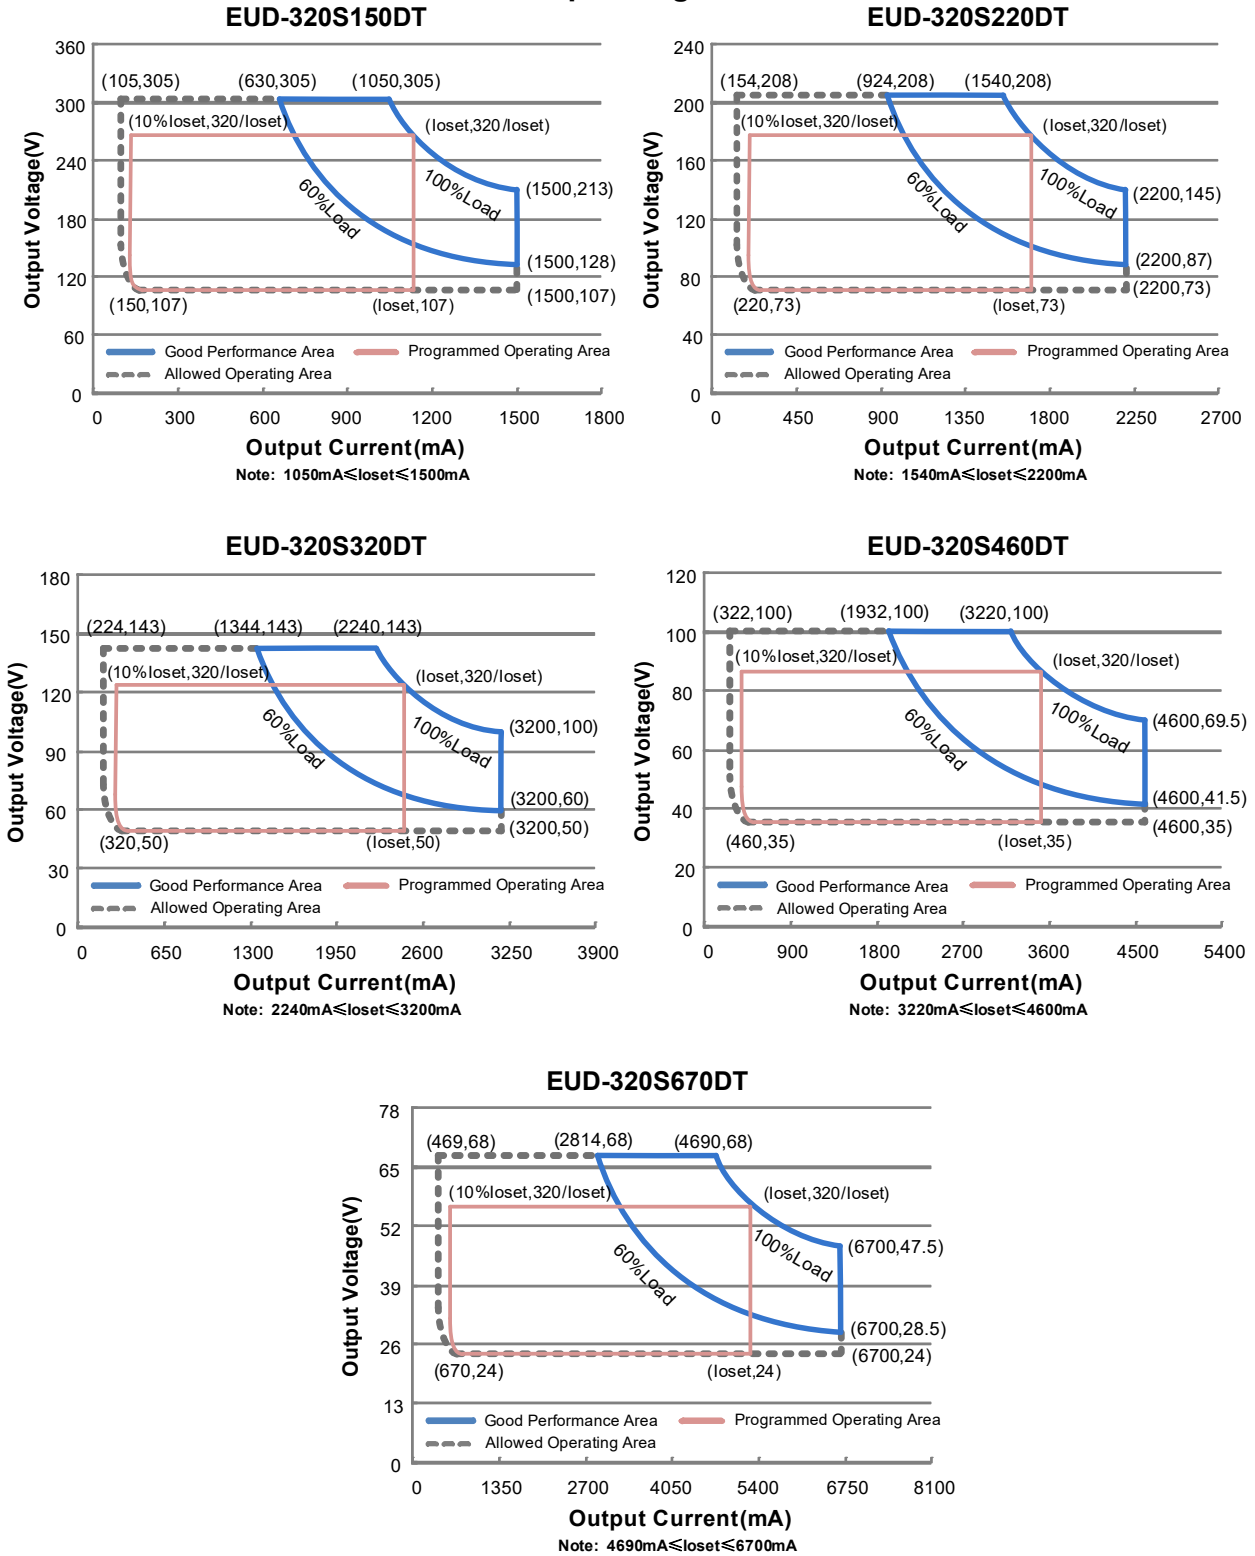 EUD-320S150DT
360
300
240
180
120
60
0
Output Voltage(V)
(105,305)
(630,305)
(1050,305)
(10%Ioset,320/Ioset)
(Ioset,320/Ioset)
60%Load
100%Load
(1500,213)
(1500,128)
(1500,107)
(150,107)
(Ioset,107)
Good Performance Area
Programmed Operating Area
Allowed Operating Area
0 300 600 900 1200 1500 1800
Output Current(mA)
Note: 1050mA≤Ioset≤1500mA
EUD-320S220DT
240
200
160
120
80
40
0
Output Voltage(V)
(154,208)
(924,208)
(1540,208)
(10%Ioset,320/Ioset)
(Ioset,320/Ioset)
60%Load
100%Load
(2200,145)
(2200,87)
(2200,73)
(220,73)
(Ioset,73)
Good Performance Area
Programmed Operating Area
Allowed Operating Area
0 450 900 1350 1800 2250 2700
Output Current(mA)
Note: 1540mA≤Ioset≤2200mA
EUD-320S320DT
180
150
120
90
60
30
0
Output Voltage(V)
(224,143)
(1344,143)
(2240,143)
(10%Ioset,320/Ioset)
(Ioset,320/Ioset)
60%Load
100%Load
(3200,100)
(3200,60)
(3200,50)
(320,50)
(Ioset,50)
Good Performance Area
Programmed Operating Area
Allowed Operating Area
0 650 1300 1950 2600 3250 3900
Output Current(mA)
Note: 2240mA≤Ioset≤3200mA
EUD-320S460DT
120
100
80
60
40
20
0
Output Voltage(V)
(322,100)
(1932,100)
(3220,100)
(10%Ioset,320/Ioset)
(Ioset,320/Ioset)
60%Load
100%Load
(4600,69.5)
(4600,41.5)
(4600,35)
(460,35)
(Ioset,35)
Good Performance Area
Programmed Operating Area
Allowed Operating Area
0 900 1800 2700 3600 4500 5400
Output Current(mA)
Note: 3220mA≤Ioset≤4600mA
EUD-320S670DT
78
65
52
39
26
13
0
Output Voltage(V)
(469,68)
(2814,68)
(4690,68)
(10%Ioset,320/Ioset)
(Ioset,320/Ioset)
60%Load
100%Load
(6700,47.5)
(6700,28.5)
(6700,24)
(670,24)
(Ioset,24)
Good Performance Area
Programmed Operating Area
Allowed Operating Area
0 1350 2700 4050 5400 6750 8100
Output Current(mA)
Note: 4690mA≤Ioset≤6700mA